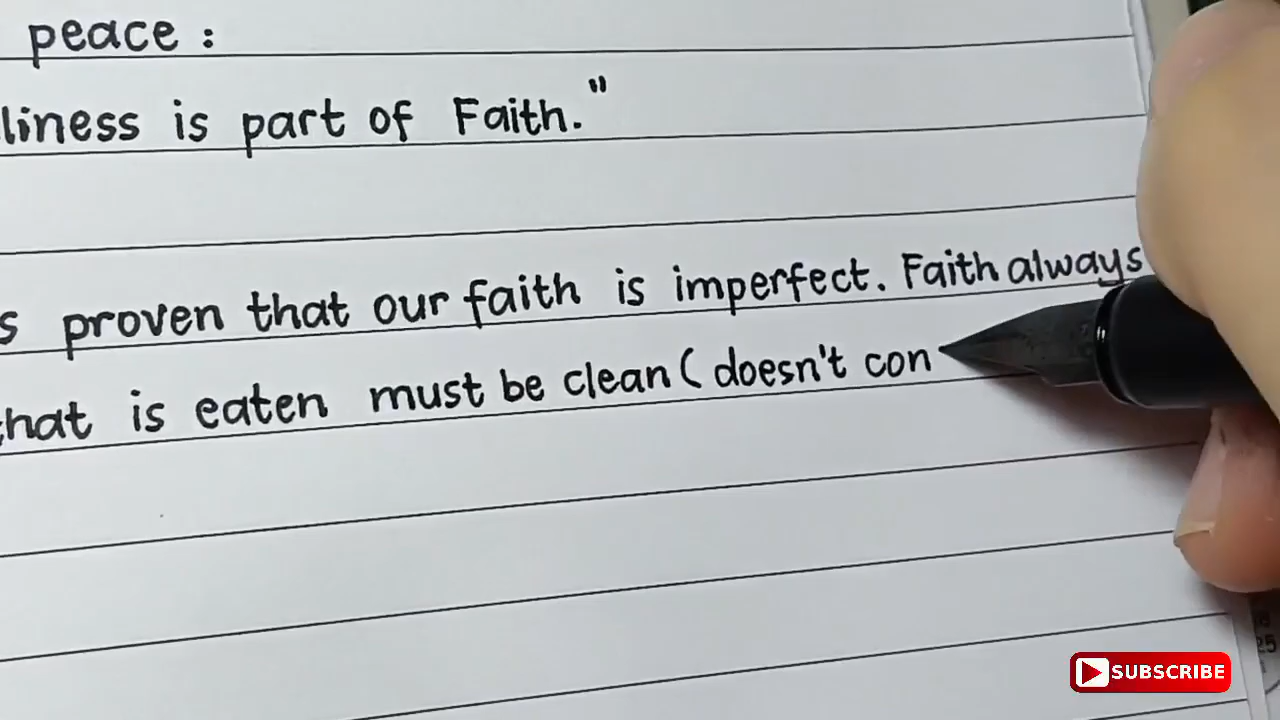 peace :
liness is part of Faith."
s proven that our faith is imperfect. Faith always
hat is eaten must be clean ( doesn't con
SUBSCRIBE
25